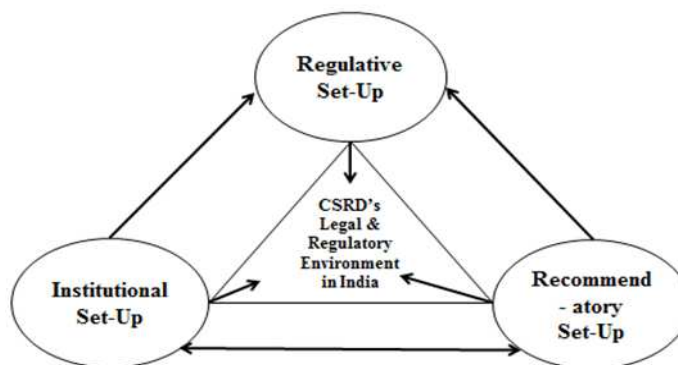 Regulative
Set-Up
CSRD's
Legal &
Regulatory
Environment
in India
Institutional
Set-Up
Recommend
- atory
Set-Up